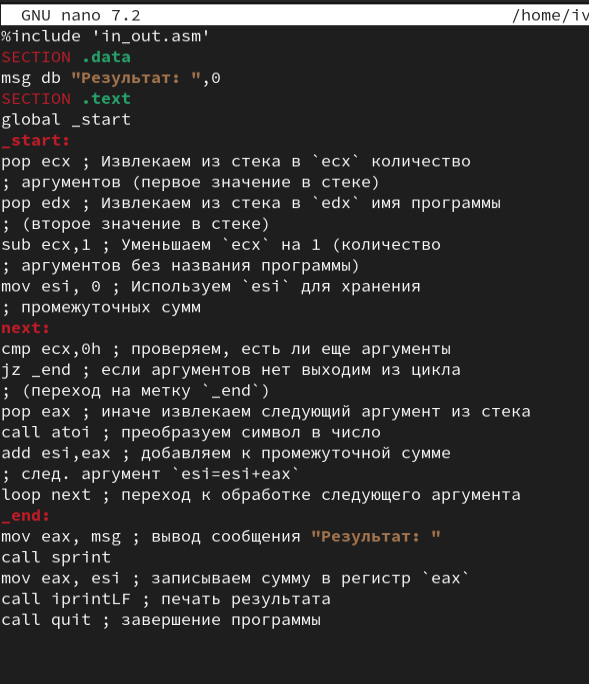 GNU nano 7.2 /home/iv
%include 'in_out.asm'
SECTION .data
msg db "Результат: ",0
SECTION .text
global _start
_start:
pop ecx ; Извлекаем из стека в `ecx` количество
; аргументов (первое значение в стеке)
pop edx ; Извлекаем из стека в `edx` имя программы
; (второе значение в стеке)
sub ecx,1 ; Уменьшаем `ecx` на 1 (количество
; аргументов без названия программы)
mov esi, 0 ; Используем `esi` для хранения
; промежуточных сумм
next:
cmp ecx,0h ; проверяем, есть ли еще аргументы
jz _end ; если аргументов нет выходим из цикла
; (переход на метку `_end`)
pop eax ; иначе извлекаем следующий аргумент из стека
call atoi ; преобразуем символ в число
add esi,eax ; добавляем к промежуточной сумме
; след. аргумент `esi=esi+eax`
loop next ; переход к обработке следующего аргумента
_end:
mov eax, msg ; вывод сообщения "Результат: "
call sprint
mov eax, esi ; записываем сумму в регистр `eax`
call iprintLF ; печать результата
call quit ; завершение программы